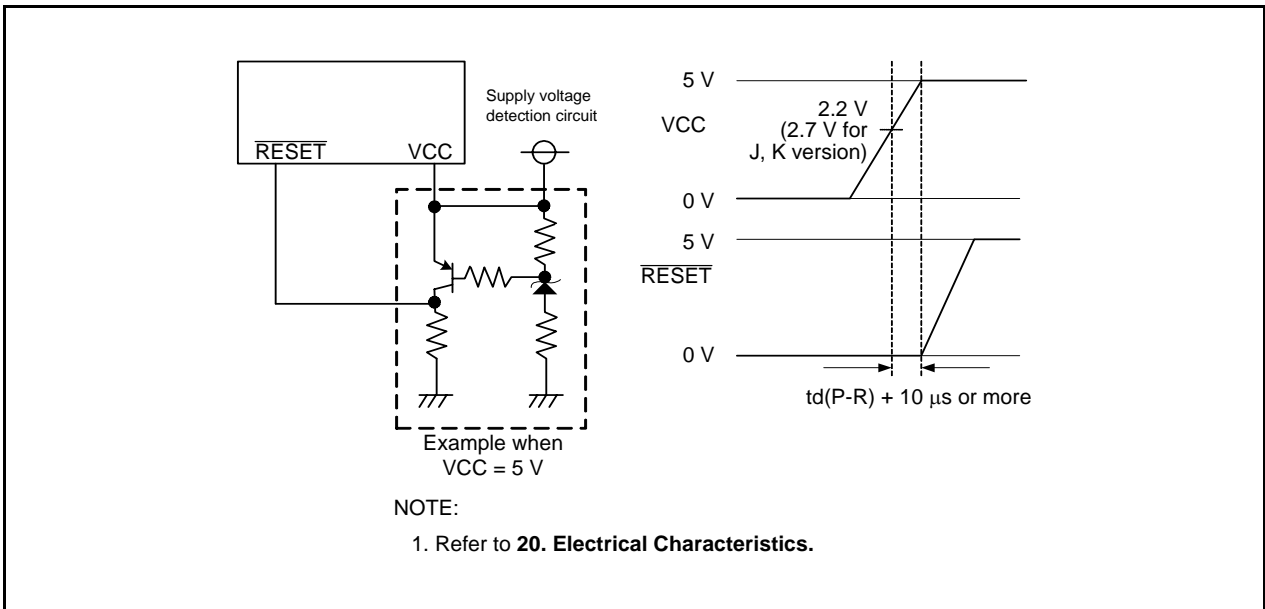 Supply voltage
detection circuit
RESET VCC
Example when
VCC = 5 V
5 V
VCC
2.2 V
(2.7 V for
J, K version)
0 V
5 V
RESET
0 V
td(P-R) + 10 μs or more
NOTE:
1. Refer to 20. Electrical Characteristics.